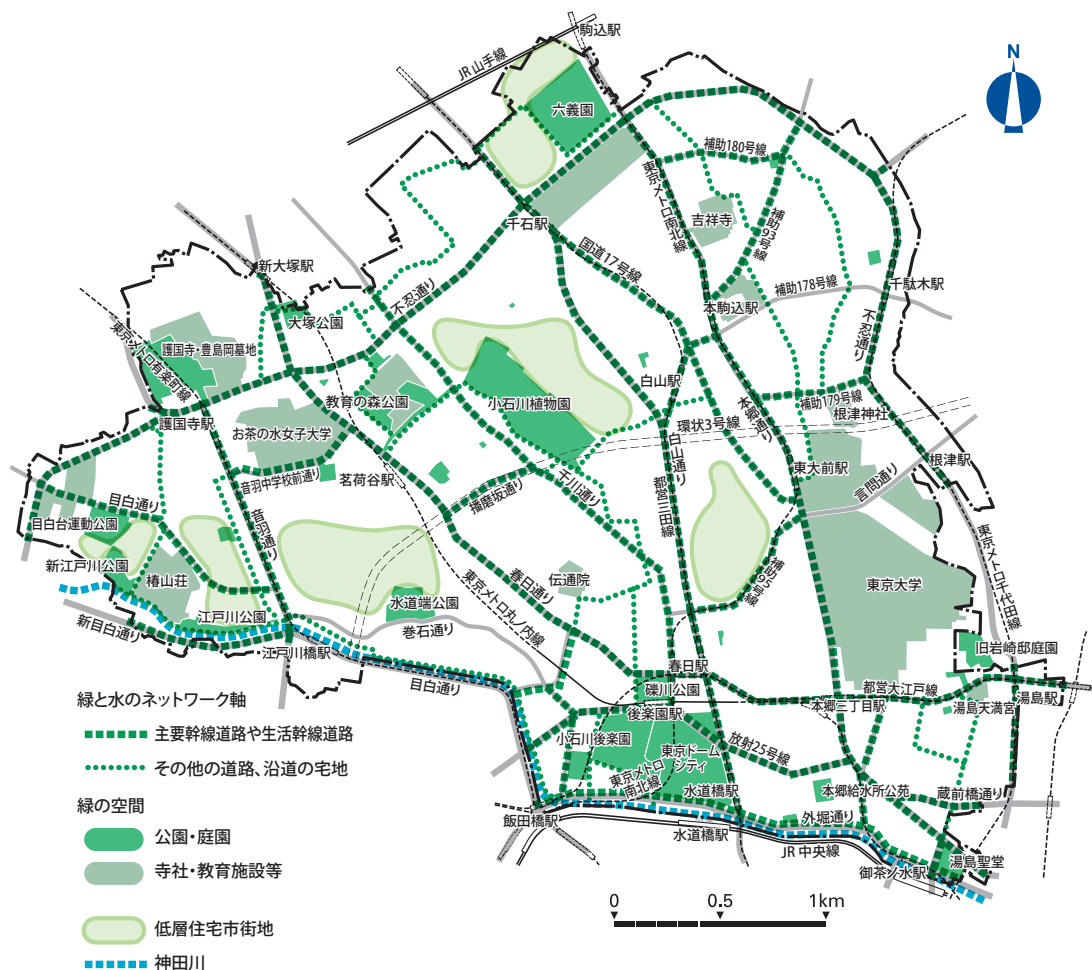 駒込駅
JR山手線
N
六義園
補助180号線
東京メトロ南北線
吉祥寺
補助93号線
千石駅
国道17号線
新大塚駅
不忍通り
千駄木駅
補助178号線
本駒込駅
大塚公園
不忍通り
東京メトロ有楽町線
護国寺・豊島岡墓地
白山駅
教育の森公園
小石川植物園
本郷通り
補助179号線
根津神社
護国寺駅
お茶の水女子大学
環状3号線
白山通り
根津駅
東大前駅
言問通り
音羽中学校前通り
茗荷谷駅
播磨坂通り
千川通り
都営三田線
目白通り
音羽通り
目白台運動公園
東京メトロ千代田線
新江戸川公園
椿山荘
春日通り
伝通院
補助95号線
東京大学
東京メトロ丸ノ内線
水道端公園
江戸川公園
巻石通り
新目白通り
江戸川橋駅
旧岩崎邸庭園
目白通り
春日駅
礫川公園
都営大江戸線
湯島駅
緑と水のネットワーク軸
後楽園駅
本郷三丁目駅
湯島天満宮
主要幹線道路や生活幹線道路
小石川後楽園
東京ドーム
シティ
放射25号線
その他の道路、沿道の宅地
東京メトロ
南北線
水道橋駅
本郷給水所公苑
蔵前橋通り
緑の空間
飯田橋駅
外堀通り
公園・庭園
水道橋駅
JR中央線
湯島聖堂
寺社・教育施設等
御茶ノ水駅
0
0.5
1km
低層住宅市街地
神田川